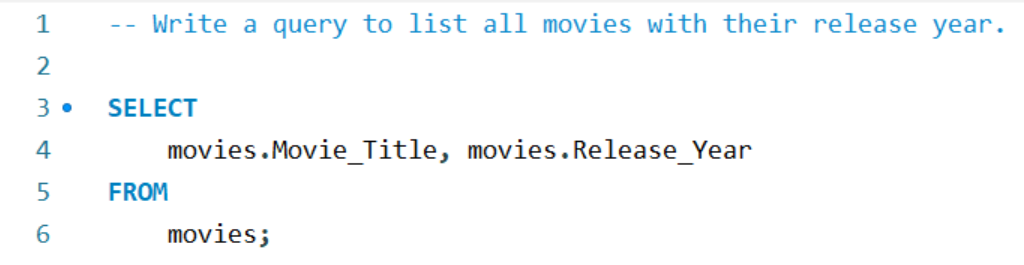 1 -- Write a query to list all movies with their release year.
2
3 SELECT
4 movies.Movie_Title, movies.Release_Year
5 FROM
6 movies;